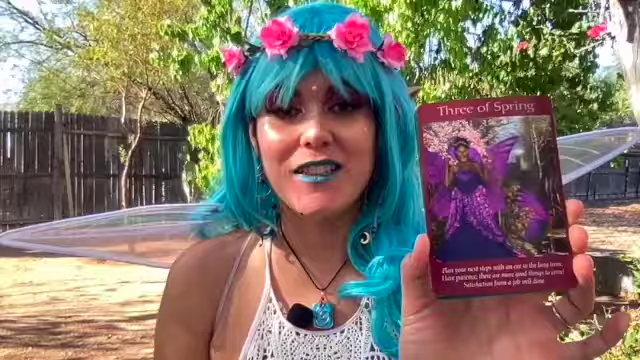 Three of Spring
Plan your next steps with an eye to the long term.
Have patience; there are more good things to come!
Satisfaction from a job well done.